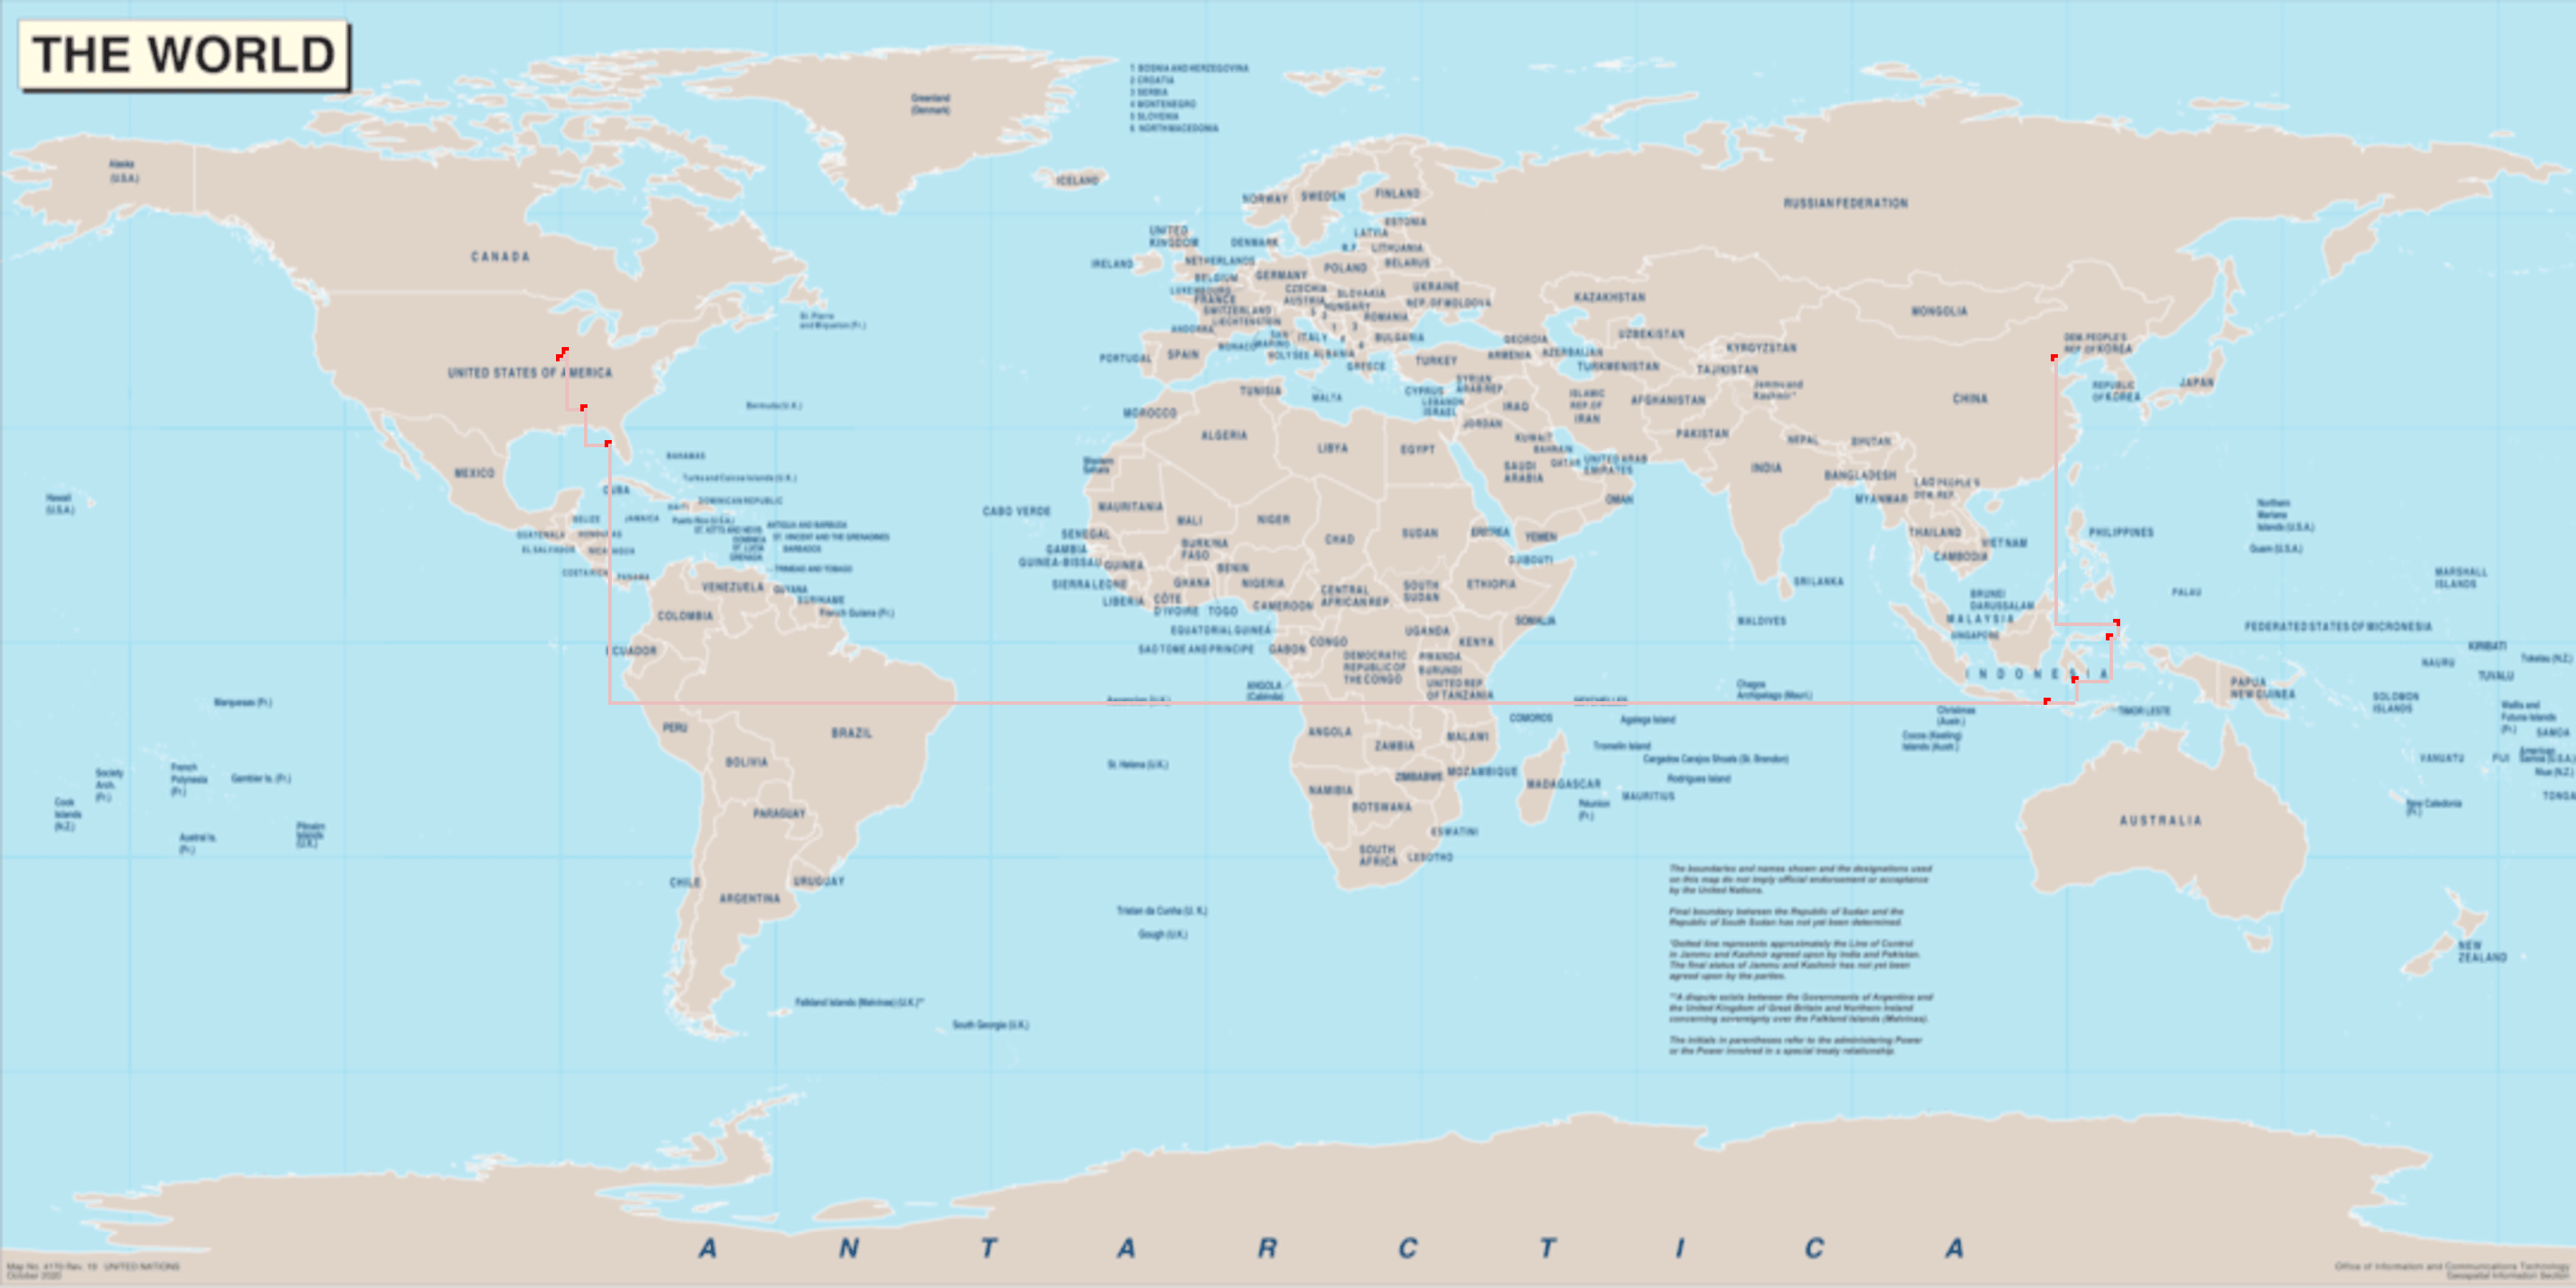 THE WORLD
1 BOSNIA AND HERZEGOVINA
2 CROATIA
3 SERBIA
4 MONTENEGRO
5 SLOVENIA
6 NORTH MACEDONIA
Greenland
(Denmark)
Alaska
(U.S.A.)
ICELAND
NORWAY
SWEDEN
FINLAND
RUSSIAN FEDERATION
ESTONIA
UNITED
KINGDOM
LATVIA
DENMARK
R.F.
LITHUANIA
CANADA
IRELAND
NETHERLANDS
BELARUS
POLAND
BELGIUM
GERMANY
LUXEMBOURG
CZECHIA
UKRAINE
SLOVAKIA
FRANCE
AUSTRIA
HUNGARY
REP. OF MOLDOVA
KAZAKHSTAN
SWITZERLAND
LIECHTENSTEIN
ROMANIA
MONGOLIA
St. Pierre
and Miquelon (Fr.)
ANDORRA
SAN
MARINO
ITALY
BULGARIA
MONACO
HOLY SEE
ALBANIA
GEORGIA
UZBEKISTAN
DEM. PEOPLE'S
REP. OF KOREA
KYRGYZSTAN
PORTUGAL
SPAIN
GREECE
TURKEY
ARMENIA
AZERBAIJAN
TURKMENISTAN
TAJIKISTAN
UNITED STATES OF AMERICA
TUNISIA
MALTA
CYPRUS
SYRIAN
ARAB REP.
LEBANON
ISRAEL
Jammu and
Kashmir*
REPUBLIC
OF KOREA
JAPAN
Bermuda (U.K.)
MOROCCO
IRAQ
ISLAMIC
REP. OF
IRAN
AFGHANISTAN
CHINA
JORDAN
ALGERIA
LIBYA
EGYPT
KUWAIT
BAHRAIN
QATAR
UNITED ARAB
EMIRATES
PAKISTAN
NEPAL
BHUTAN
BAHAMAS
Western
Sahara
SAUDI
ARABIA
INDIA
BANGLADESH
MEXICO
Turks and Caicos Islands (U.K.)
CUBA
LAO PEOPLE'S
DEM. REP.
MYANMAR
Hawaii
(U.S.A.)
HAITI
DOMINICAN REPUBLIC
CABO VERDE
MAURITANIA
OMAN
Northern
Mariana
Islands (U.S.A.)
BELIZE
JAMAICA
Puerto Rico (U.S.A.)
ANTIGUA AND BARBUDA
ST. KITTS AND NEVIS
MALI
NIGER
GUATEMALA
HONDURAS
DOMINICA
ST. VINCENT AND THE GRENADINES
SENEGAL
CHAD
SUDAN
ERITREA
YEMEN
THAILAND
PHILIPPINES
EL SALVADOR
NICARAGUA
ST. LUCIA
BARBADOS
GRENADA
GAMBIA
BURKINA
FASO
VIETNAM
Guam (U.S.A.)
GUINEA-BISSAU
GUINEA
BENIN
DJIBOUTI
CAMBODIA
COSTA RICA
PANAMA
TRINIDAD AND TOBAGO
SIERRA LEONE
GHANA
NIGERIA
CENTRAL
AFRICAN REP.
SOUTH
SUDAN
ETHIOPIA
SRI LANKA
MARSHALL
ISLANDS
VENEZUELA
GUYANA
SURINAME
French Guiana (Fr.)
LIBERIA
CÔTE
D'IVOIRE
TOGO
CAMEROON
BRUNEI
DARUSSALAM
PALAU
COLOMBIA
SOMALIA
MALDIVES
MALAYSIA
SINGAPORE
FEDERATED STATES OF MICRONESIA
EQUATORIAL GUINEA
SAO TOME AND PRINCIPE
GABON
CONGO
UGANDA
KENYA
KIRIBATI
ECUADOR
DEMOCRATIC
REPUBLIC OF
THE CONGO
RWANDA
BURUNDI
NAURU
Tokelau (N.Z.)
INDONESIA
TUVALU
ANGOLA
(Cabinda)
UNITED REP.
OF TANZANIA
SEYCHELLES
Chagos
Archipelago (Mauri.)
PAPUA
NEW GUINEA
SOLOMON
ISLANDS
Marquesas (Fr.)
Ascension (U.K.)
Christmas
(Austr.)
TIMOR-LESTE
Wallis and
Futuna Islands
(Fr.)
SAMOA
PERU
BRAZIL
ANGOLA
COMOROS
Agalega Island
Cocos (Keeling)
Islands (Austr.)
ZAMBIA
MALAWI
Tromelin Island
Cargados Carajos Shoals (St. Brandon)
VANUATU
FIJI
American
Samoa (U.S.A.)
Niue (N.Z.)
BOLIVIA
St. Helena (U.K.)
Society
Arch.
(Fr.)
French
Polynesia
(Fr.)
Gambier Is. (Fr.)
ZIMBABWE
MOZAMBIQUE
MADAGASCAR
Rodrigues Island
NAMIBIA
BOTSWANA
MAURITIUS
Réunion
(Fr.)
TONGA
New Caledonia
(Fr.)
Cook
Islands
(N.Z.)
PARAGUAY
AUSTRALIA
Austral Is.
(Fr.)
Pitcairn
Islands
(U.K.)
ESWATINI
SOUTH
AFRICA
LESOTHO
CHILE
URUGUAY
ARGENTINA
Tristan da Cunha (U. K.)
Gough (U.K.)
NEW
ZEALAND
The boundaries and names shown and the designations used
on this map do not imply official endorsement or acceptance
by the United Nations.
Final boundary between the Republic of Sudan and the
Republic of South Sudan has not yet been determined.
*Dotted line represents approximately the Line of Control
in Jammu and Kashmir agreed upon by India and Pakistan.
The final status of Jammu and Kashmir has not yet been
agreed upon by the parties.
**A dispute exists between the Governments of Argentina and
the United Kingdom of Great Britain and Northern Ireland
concerning sovereignty over the Falkland Islands (Malvinas).
The initials in parentheses refer to the administering Power
or the Power involved in a special treaty relationship.
Falkland Islands (Malvinas) (U.K.)**
South Georgia (U.K.)
ANTARCTICA
Map No. 4170 Rev. 19 UNITED NATIONS
October 2020
Office of Information and Communications Technology
Geospatial Information Section